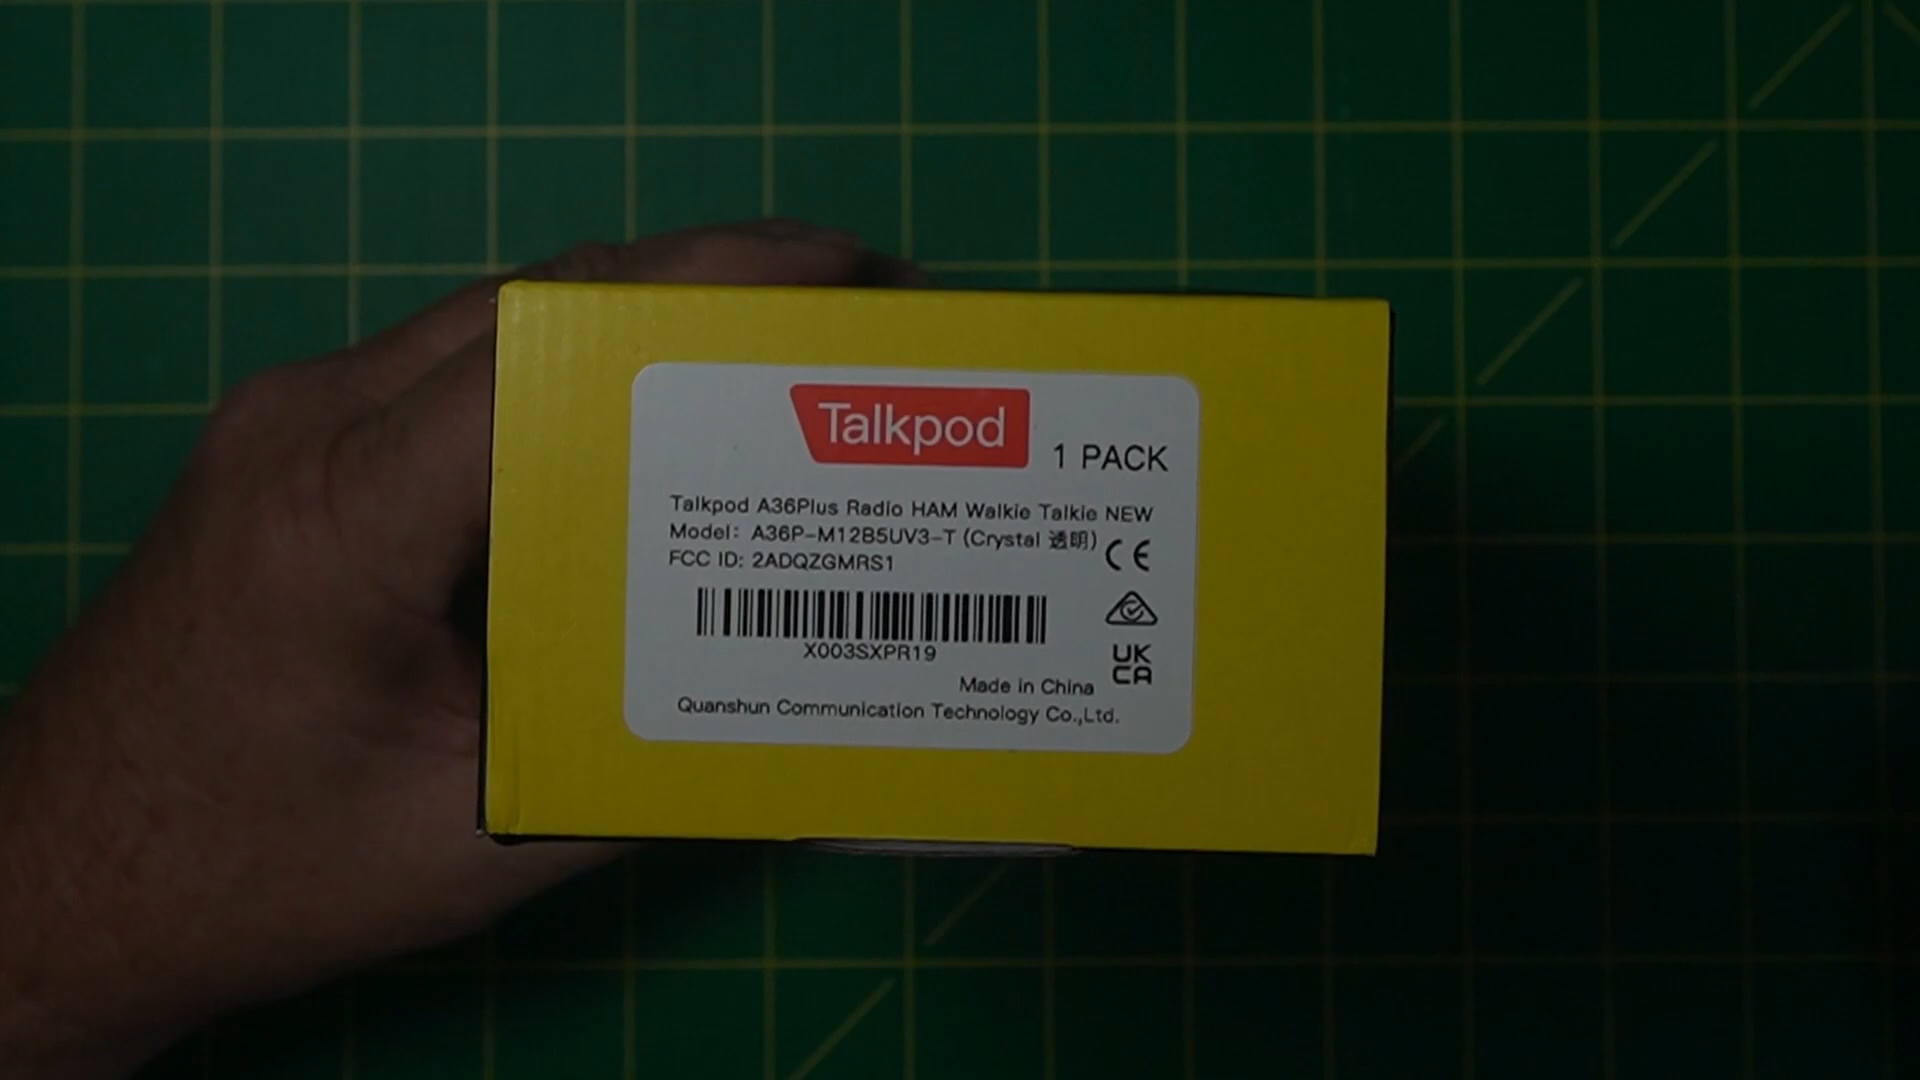 Talkpod
1 PACK
Talkpod A36Plus Radio HAM Walkie Talkie NEW
Model: A36P-M12B5UV3-T (Crystal 透明)
FCC ID: 2ADQZGMRS1
CE
X003SXPR19
UK
CA
Made in China
Quanshun Communication Technology Co.,Ltd.